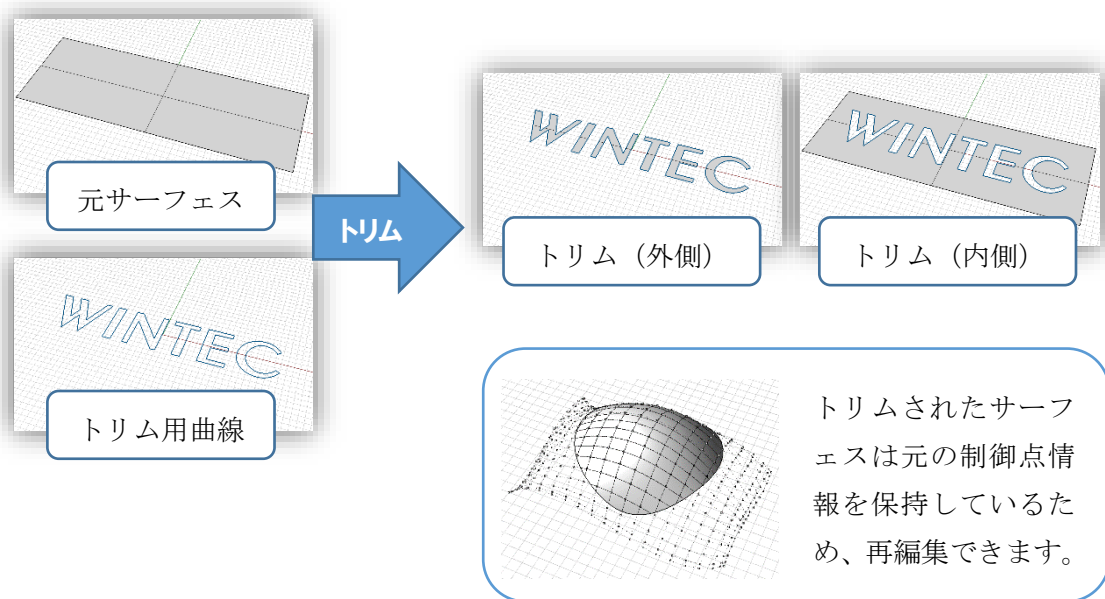 元サーフェス
WINTEC
トリム用曲線
トリム
WINTEC
トリム（外側）
WINTEC
トリム（内側）
トリムされたサーフ
ェスは元の制御点情
報を保持しているた
め、再編集できます。